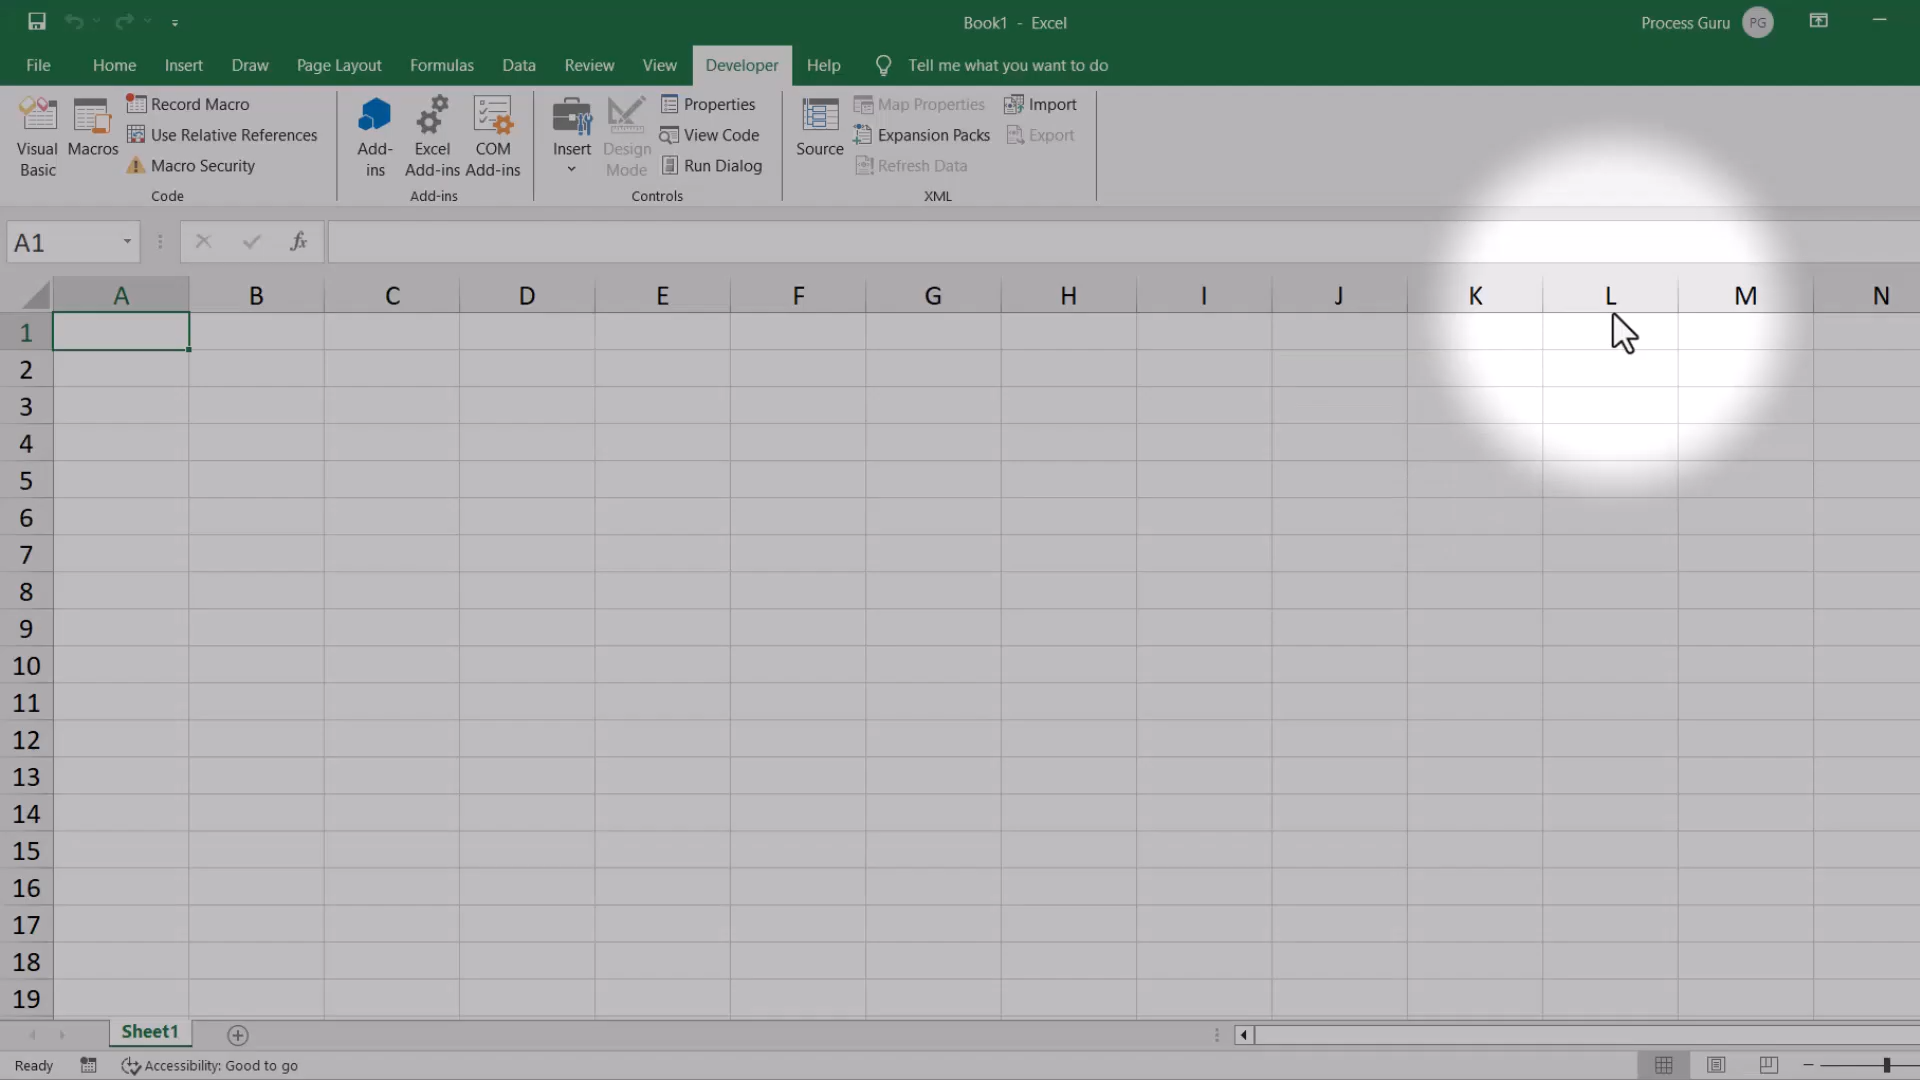 Book1 - Excel
Process Guru PG
File Home Insert Draw Page Layout Formulas Data Review View Developer Help Tell me what you want to do
Visual Basic
Macros
Record Macro
Use Relative References
Macro Security
Code
Add-ins
Excel Add-ins
COM Add-ins
Add-ins
Insert
Design Mode
Properties
View Code
Run Dialog
Controls
Source
Map Properties
Expansion Packs
Refresh Data
Import
Export
XML
A1 fx
A B C D E F G H I J K L M N
1
2
3
4
5
6
7
8
9
10
11
12
13
14
15
16
17
18
19
Sheet1
Ready Accessibility: Good to go